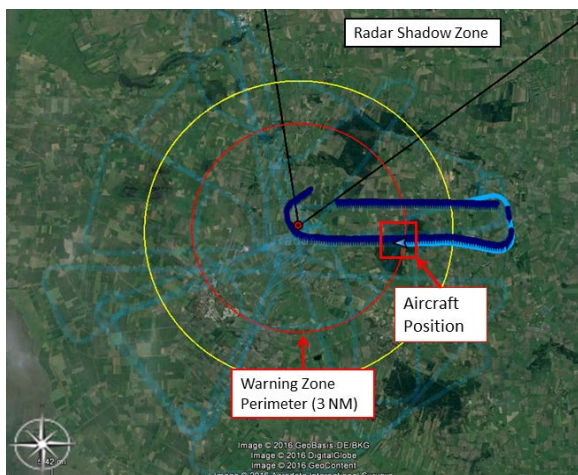 Radar Shadow Zone
Aircraft
Position
Warning Zone
Perimeter (3 NM)
Image © 2016 GeoBasis-DE/BKG
Image © 2016 DigitalGlobe
Image © 2016 GeoContent